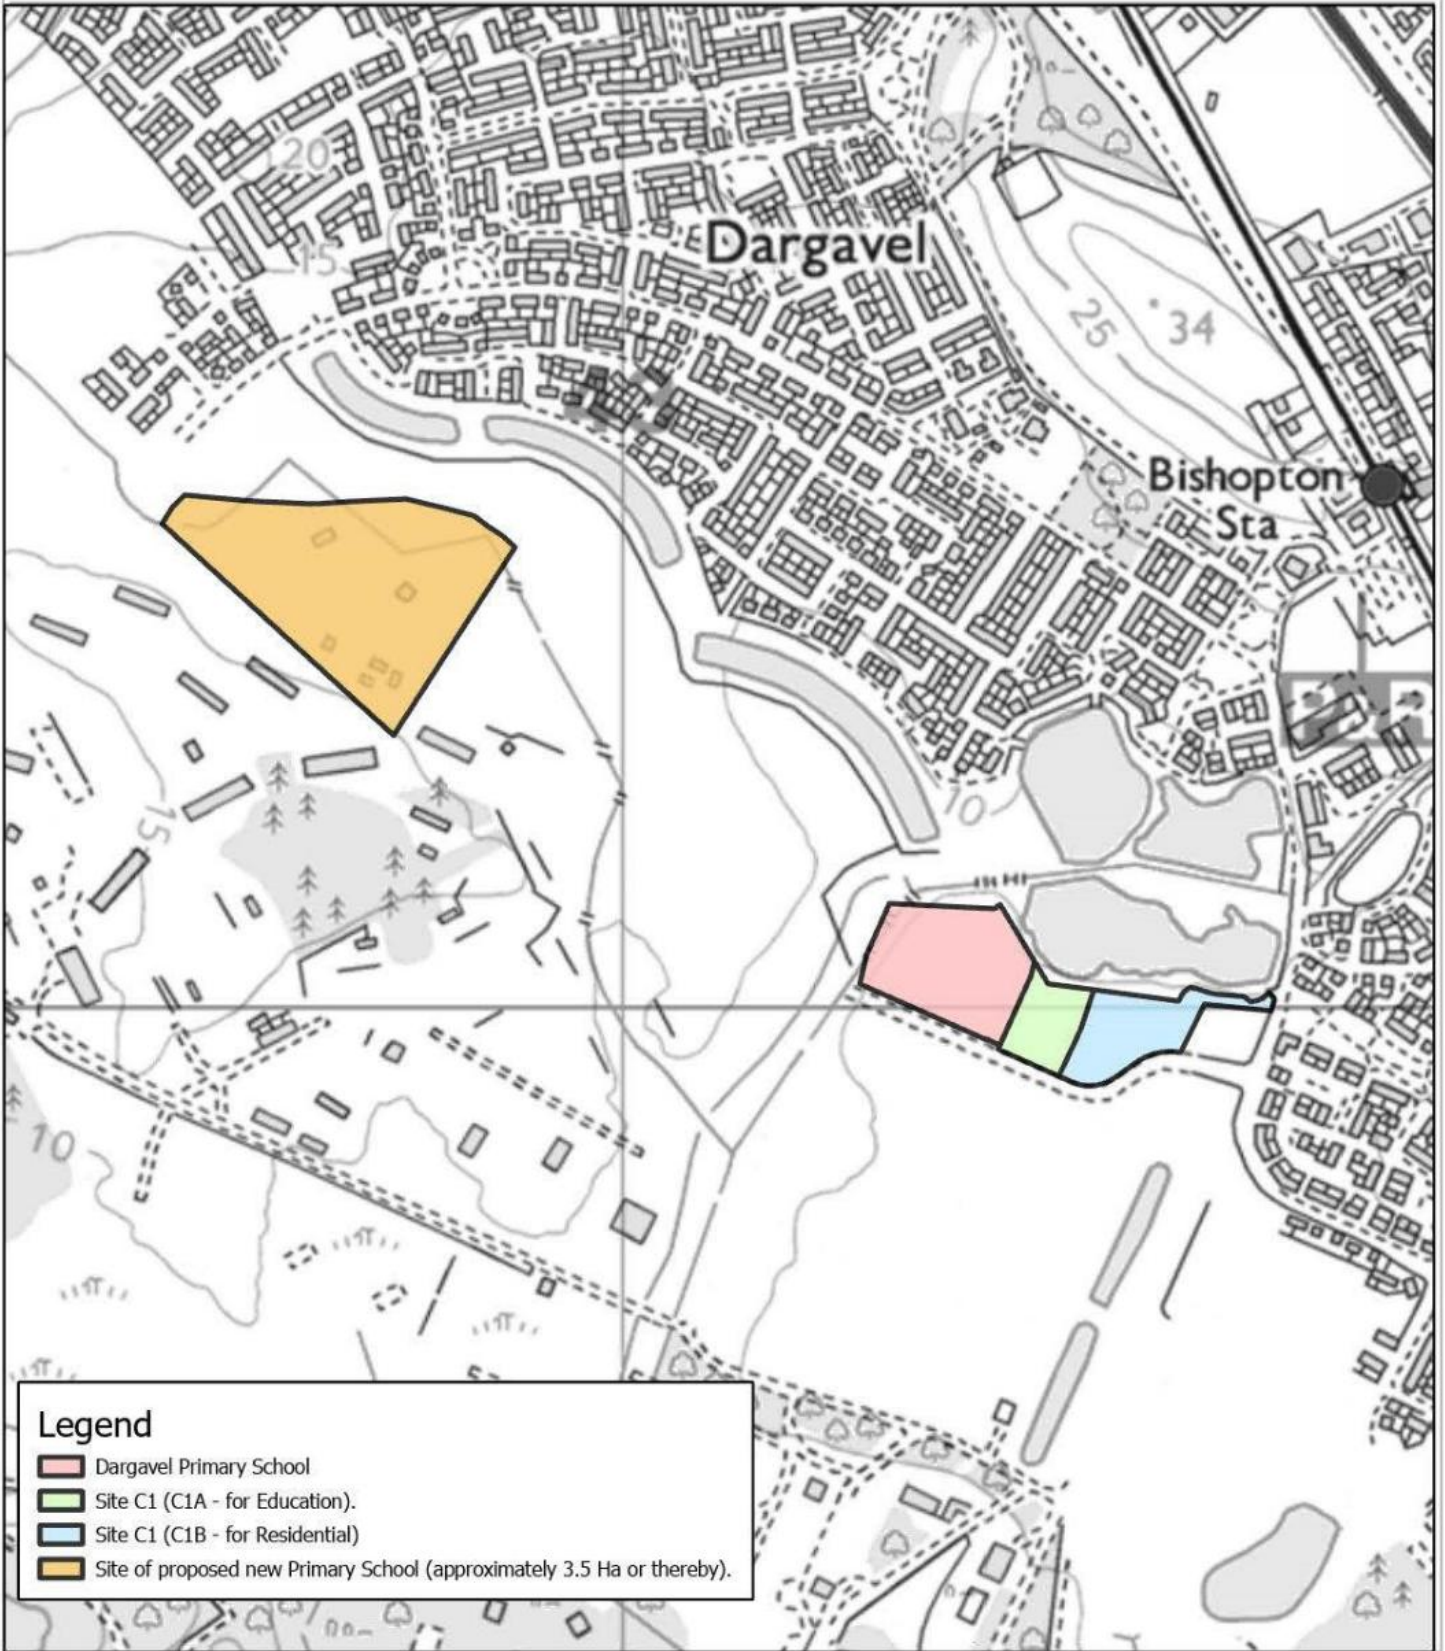 20
15
Dargavel
25
34
Bishopton
Sta
10
15
10
Legend
Dargavel Primary School
Site C1 (C1A - for Education).
Site C1 (C1B - for Residential)
Site of proposed new Primary School (approximately 3.5 Ha or thereby).